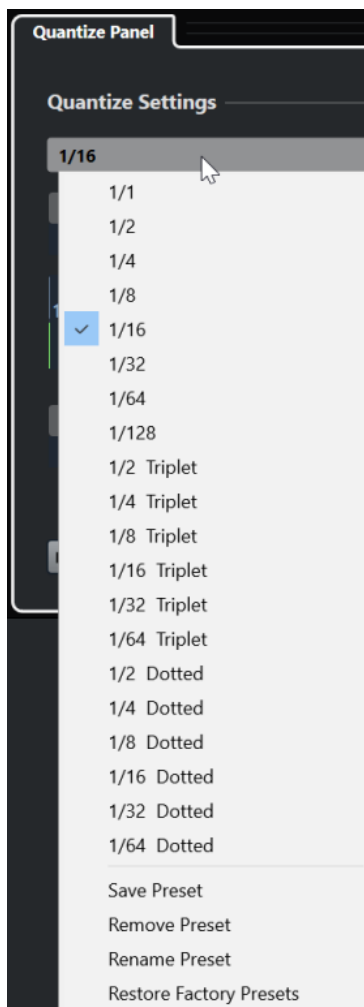 Quantize Panel
Quantize Settings
1/16
1/1
1/2
1/4
1/8
1/16
1/32
1/64
1/128
1/2 Triplet
1/4 Triplet
1/8 Triplet
1/16 Triplet
1/32 Triplet
1/64 Triplet
1/2 Dotted
1/4 Dotted
1/8 Dotted
1/16 Dotted
1/32 Dotted
1/64 Dotted
Save Preset
Remove Preset
Rename Preset
Restore Factory Presets